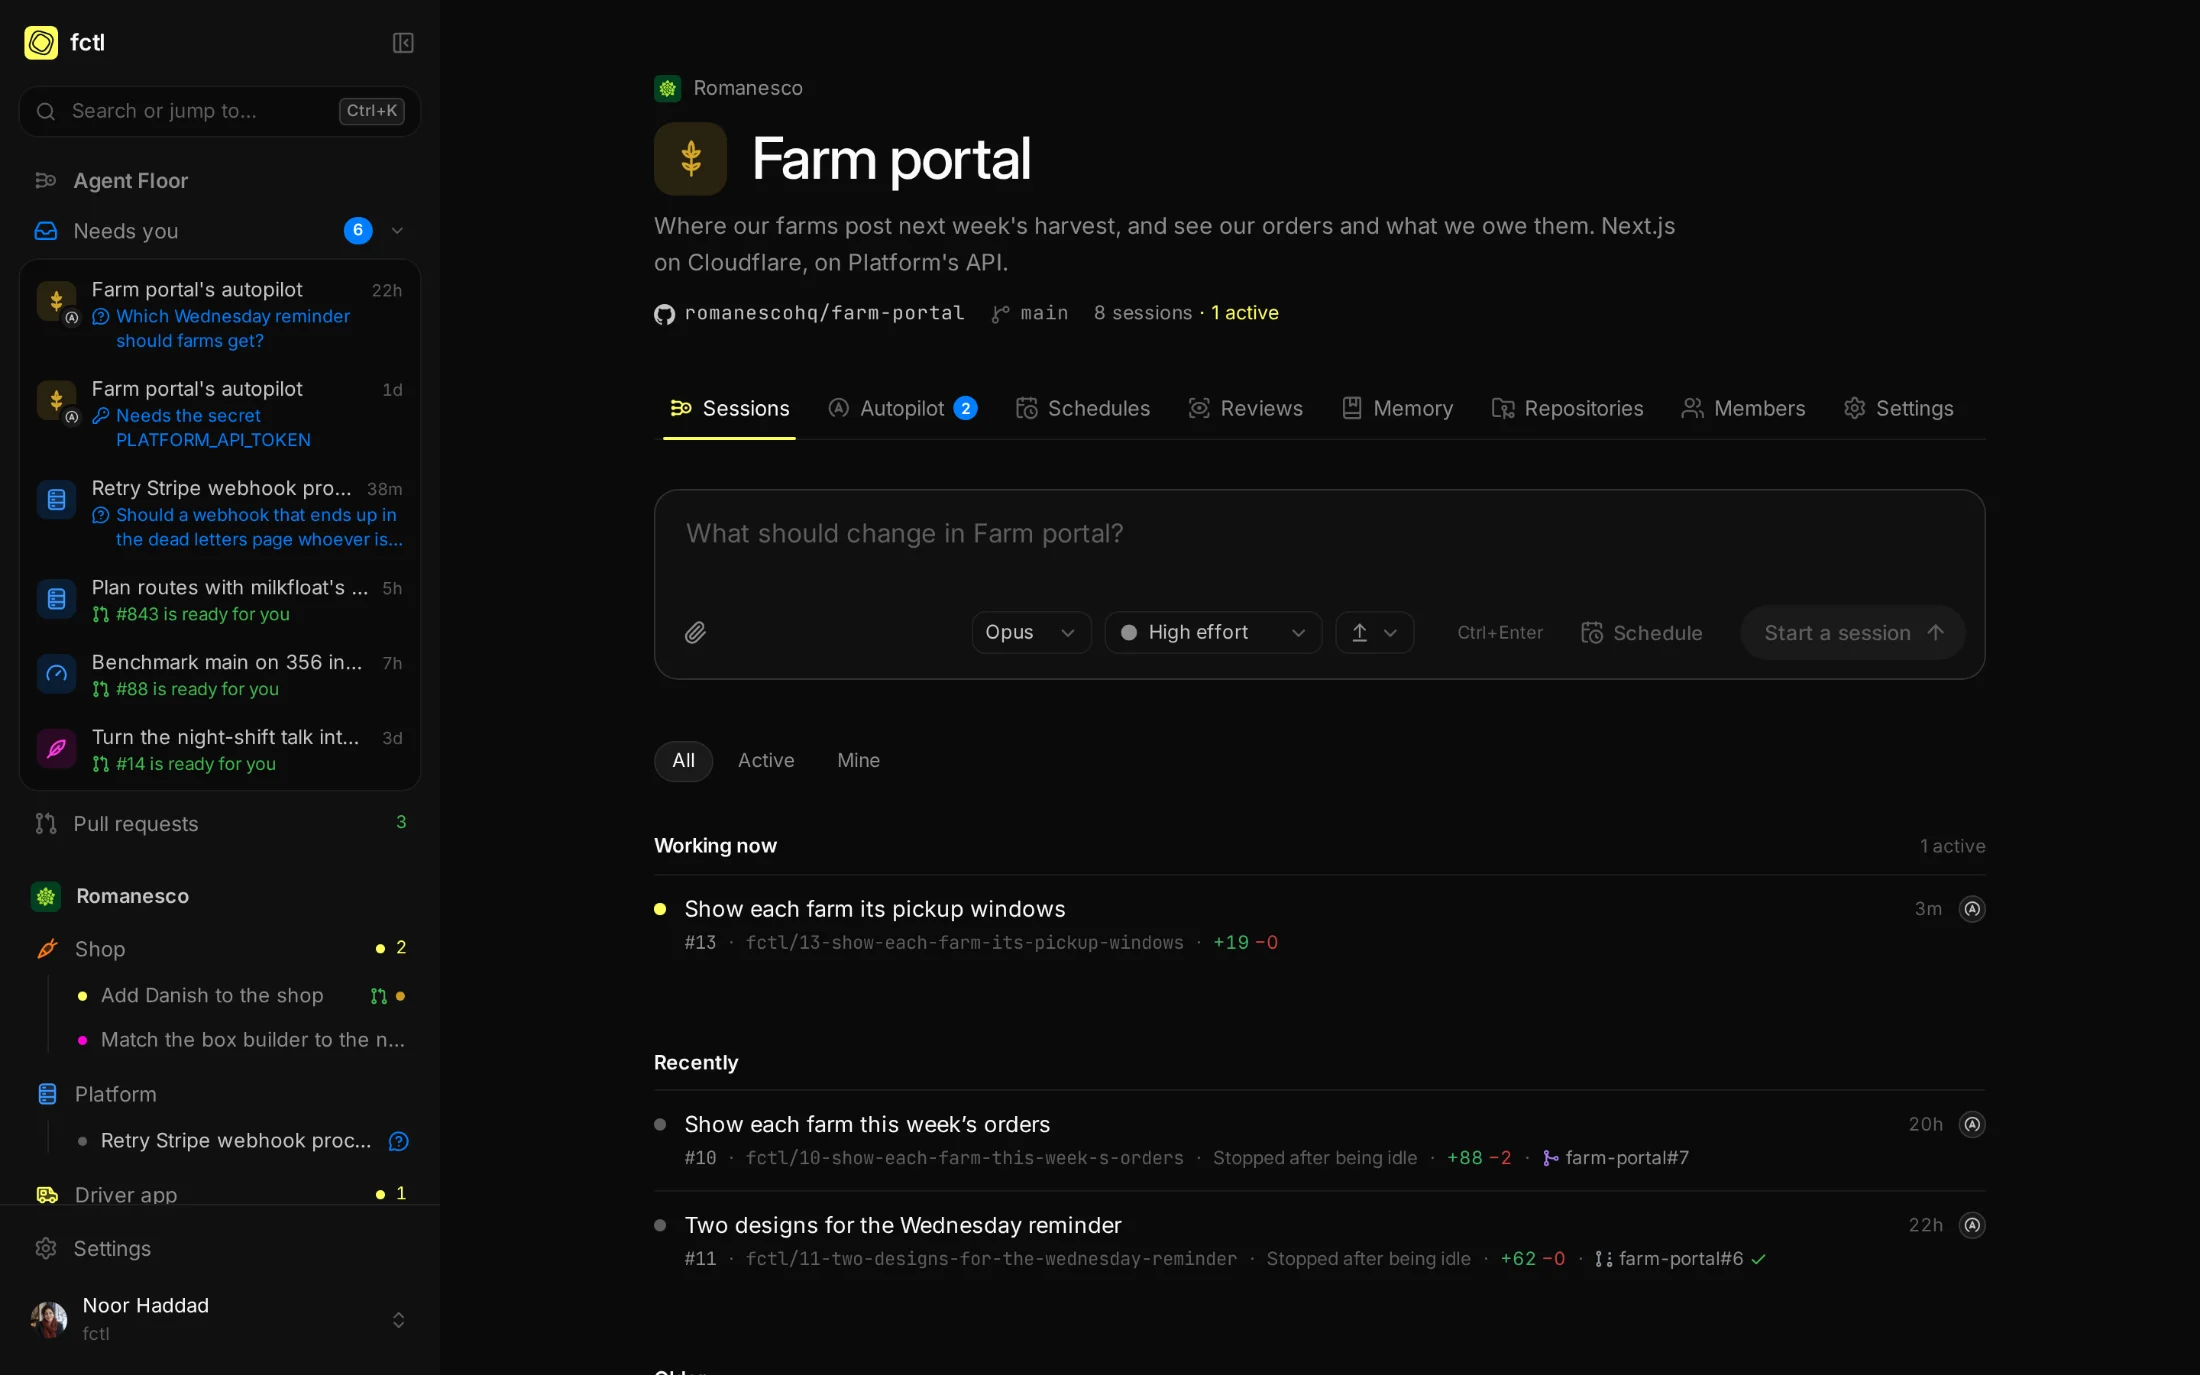 fctl
Search or jump to...
Ctrl+K
Agent Floor
Needs you
6
Farm portal's autopilot
22h
Which Wednesday reminder
should farms get?
Farm portal's autopilot
1d
Needs the secret
PLATFORM_API_TOKEN
Retry Stripe webhook pro...
38m
Should a webhook that ends up in
the dead letters page whoever is...
Plan routes with milkfloat's ...
5h
#843 is ready for you
Benchmark main on 356 in...
7h
#88 is ready for you
Turn the night-shift talk int...
3d
#14 is ready for you
Pull requests
3
Romanesco
Shop
2
Add Danish to the shop
Match the box builder to the n...
Platform
Retry Stripe webhook proc...
Driver app
1
Settings
Noor Haddad
fctl
Romanesco
Farm portal
Where our farms post next week's harvest, and see our orders and what we owe them. Next.js
on Cloudflare, on Platform's API.
romanescohq/farm-portal
main
8 sessions · 1 active
Sessions
Autopilot
2
Schedules
Reviews
Memory
Repositories
Members
Settings
What should change in Farm portal?
Opus
High effort
Ctrl+Enter
Schedule
Start a session
All
Active
Mine
Working now
1 active
Show each farm its pickup windows
3m
#13 · fctl/13-show-each-farm-its-pickup-windows · +19 −0
Recently
Show each farm this week’s orders
20h
#10 · fctl/10-show-each-farm-this-week-s-orders · Stopped after being idle · +88 −2 · farm-portal#7
Two designs for the Wednesday reminder
22h
#11 · fctl/11-two-designs-for-the-wednesday-reminder · Stopped after being idle · +62 −0 · farm-portal#6